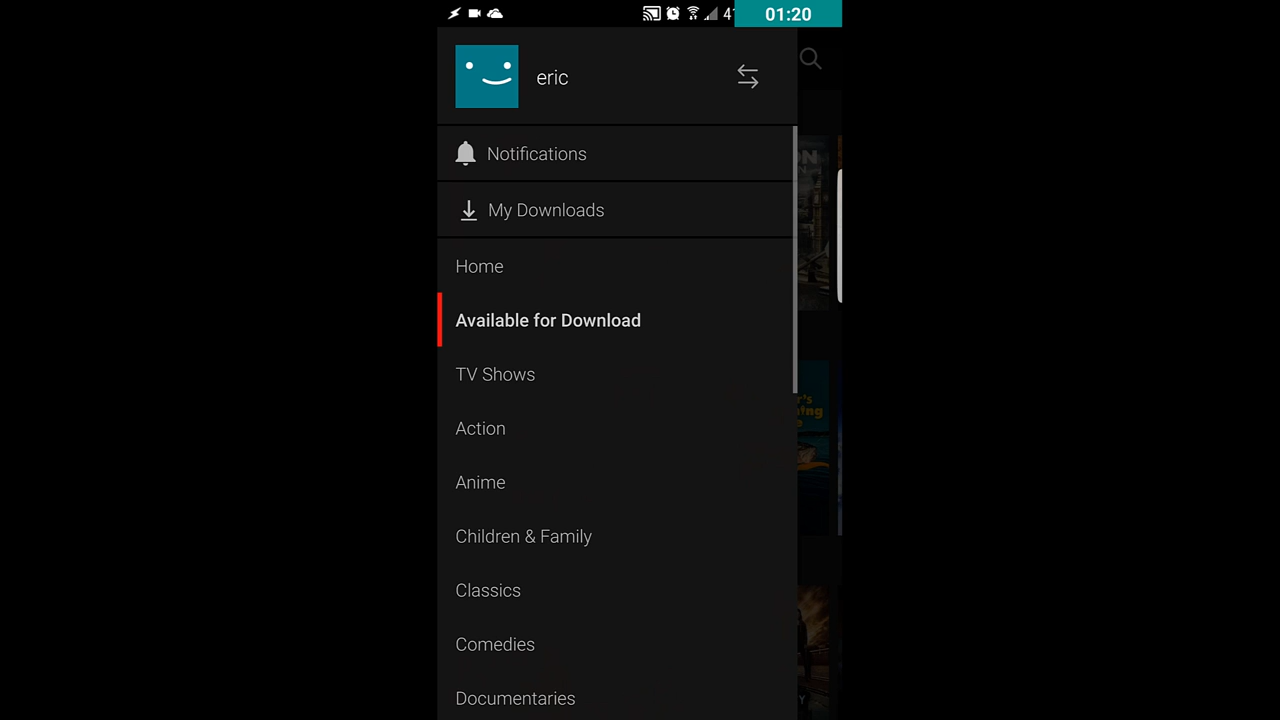 4
01:20
eric
Notifications
My Downloads
Home
Available for Download
TV Shows
Action
Anime
Children & Family
Classics
Comedies
Documentaries